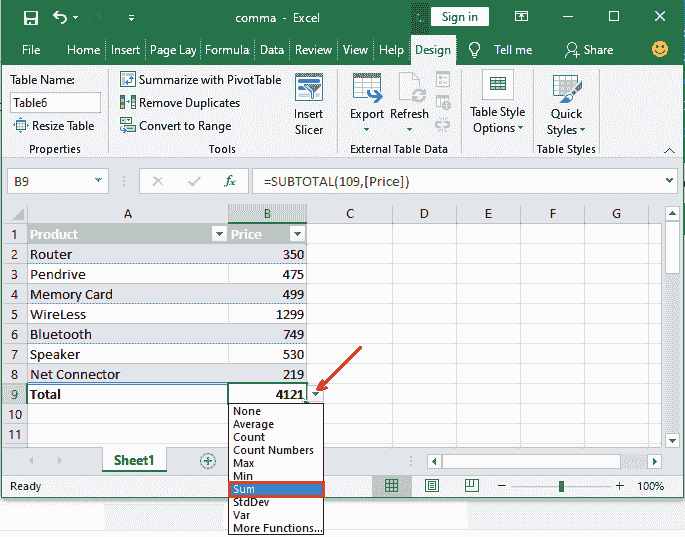 comma - Excel
Sign in
File Home Insert Page Lay Formula Data Review View Help Design Tell me Share
Table Name:
Table6
Resize Table
Properties
Summarize with PivotTable
Remove Duplicates
Convert to Range
Tools
Insert
Slicer
Export Refresh
External Table Data
Table Style
Options
Quick
Styles
Table Styles
B9 fx =SUBTOTAL(109,[Price])
A B C D E F G
1 Product Price
2 Router 350
3 Pendrive 475
4 Memory Card 499
5 WireLess 1299
6 Bluetooth 749
7 Speaker 530
8 Net Connector 219
9 Total 4121
10
11
None
Average
Count
Count Numbers
Max
Min
Sum
StdDev
Var
More Functions...
Sheet1
Ready 100%